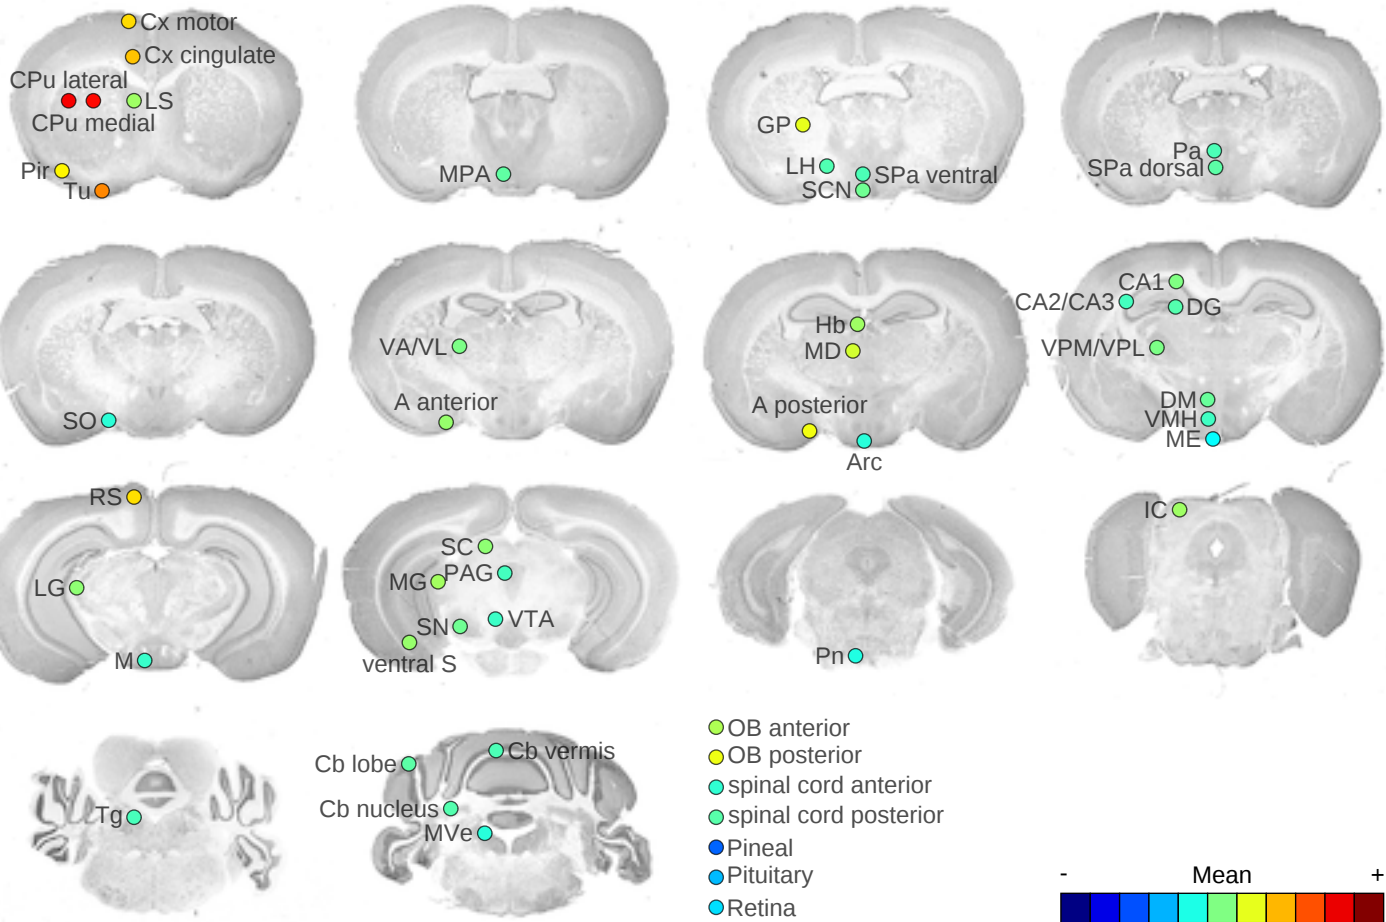 Cx motor
Cx cingulate
CPu lateral
LS
CPu medial
Pir
Tu
MPA
GP
LH
SPa ventral
SCN
Pa
SPa dorsal
SO
VA/VL
A anterior
Hb
MD
A posterior
Arc
CA1
CA2/CA3
DG
VPM/VPL
DM
VMH
ME
RS
LG
M
SC
PAG
MG
VTA
SN
ventral S
Pn
IC
Tg
Cb lobe
Cb vermis
Cb nucleus
MVe
OB anterior
OB posterior
spinal cord anterior
spinal cord posterior
Pineal
Pituitary
Retina
- Mean +